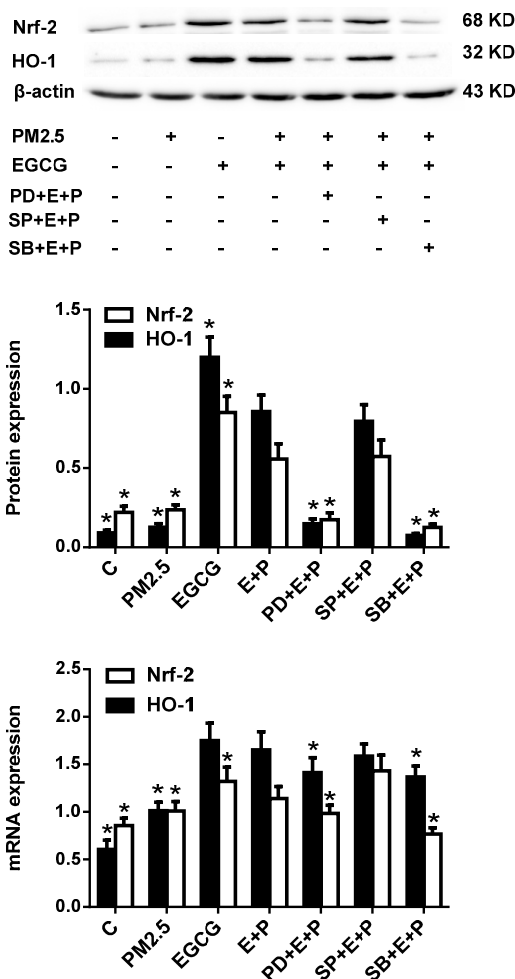 Nrf-2 68 KD
HO-1 32 KD
β-actin 43 KD
PM2.5 - + - + + + +
EGCG - - + + + + +
PD+E+P - - - - + - -
SP+E+P - - - - - + -
SB+E+P - - - - - - +
Protein expression
Nrf-2
HO-1
1.5
1.0
0.5
0.0
* * * * * * * * * *
C PM2.5 EGCG E+P PD+E+P SP+E+P SB+E+P
mRNA expression
Nrf-2
HO-1
2.5
2.0
1.5
1.0
0.5
0.0
* * * * * * * * *
C PM2.5 EGCG E+P PD+E+P SP+E+P SB+E+P